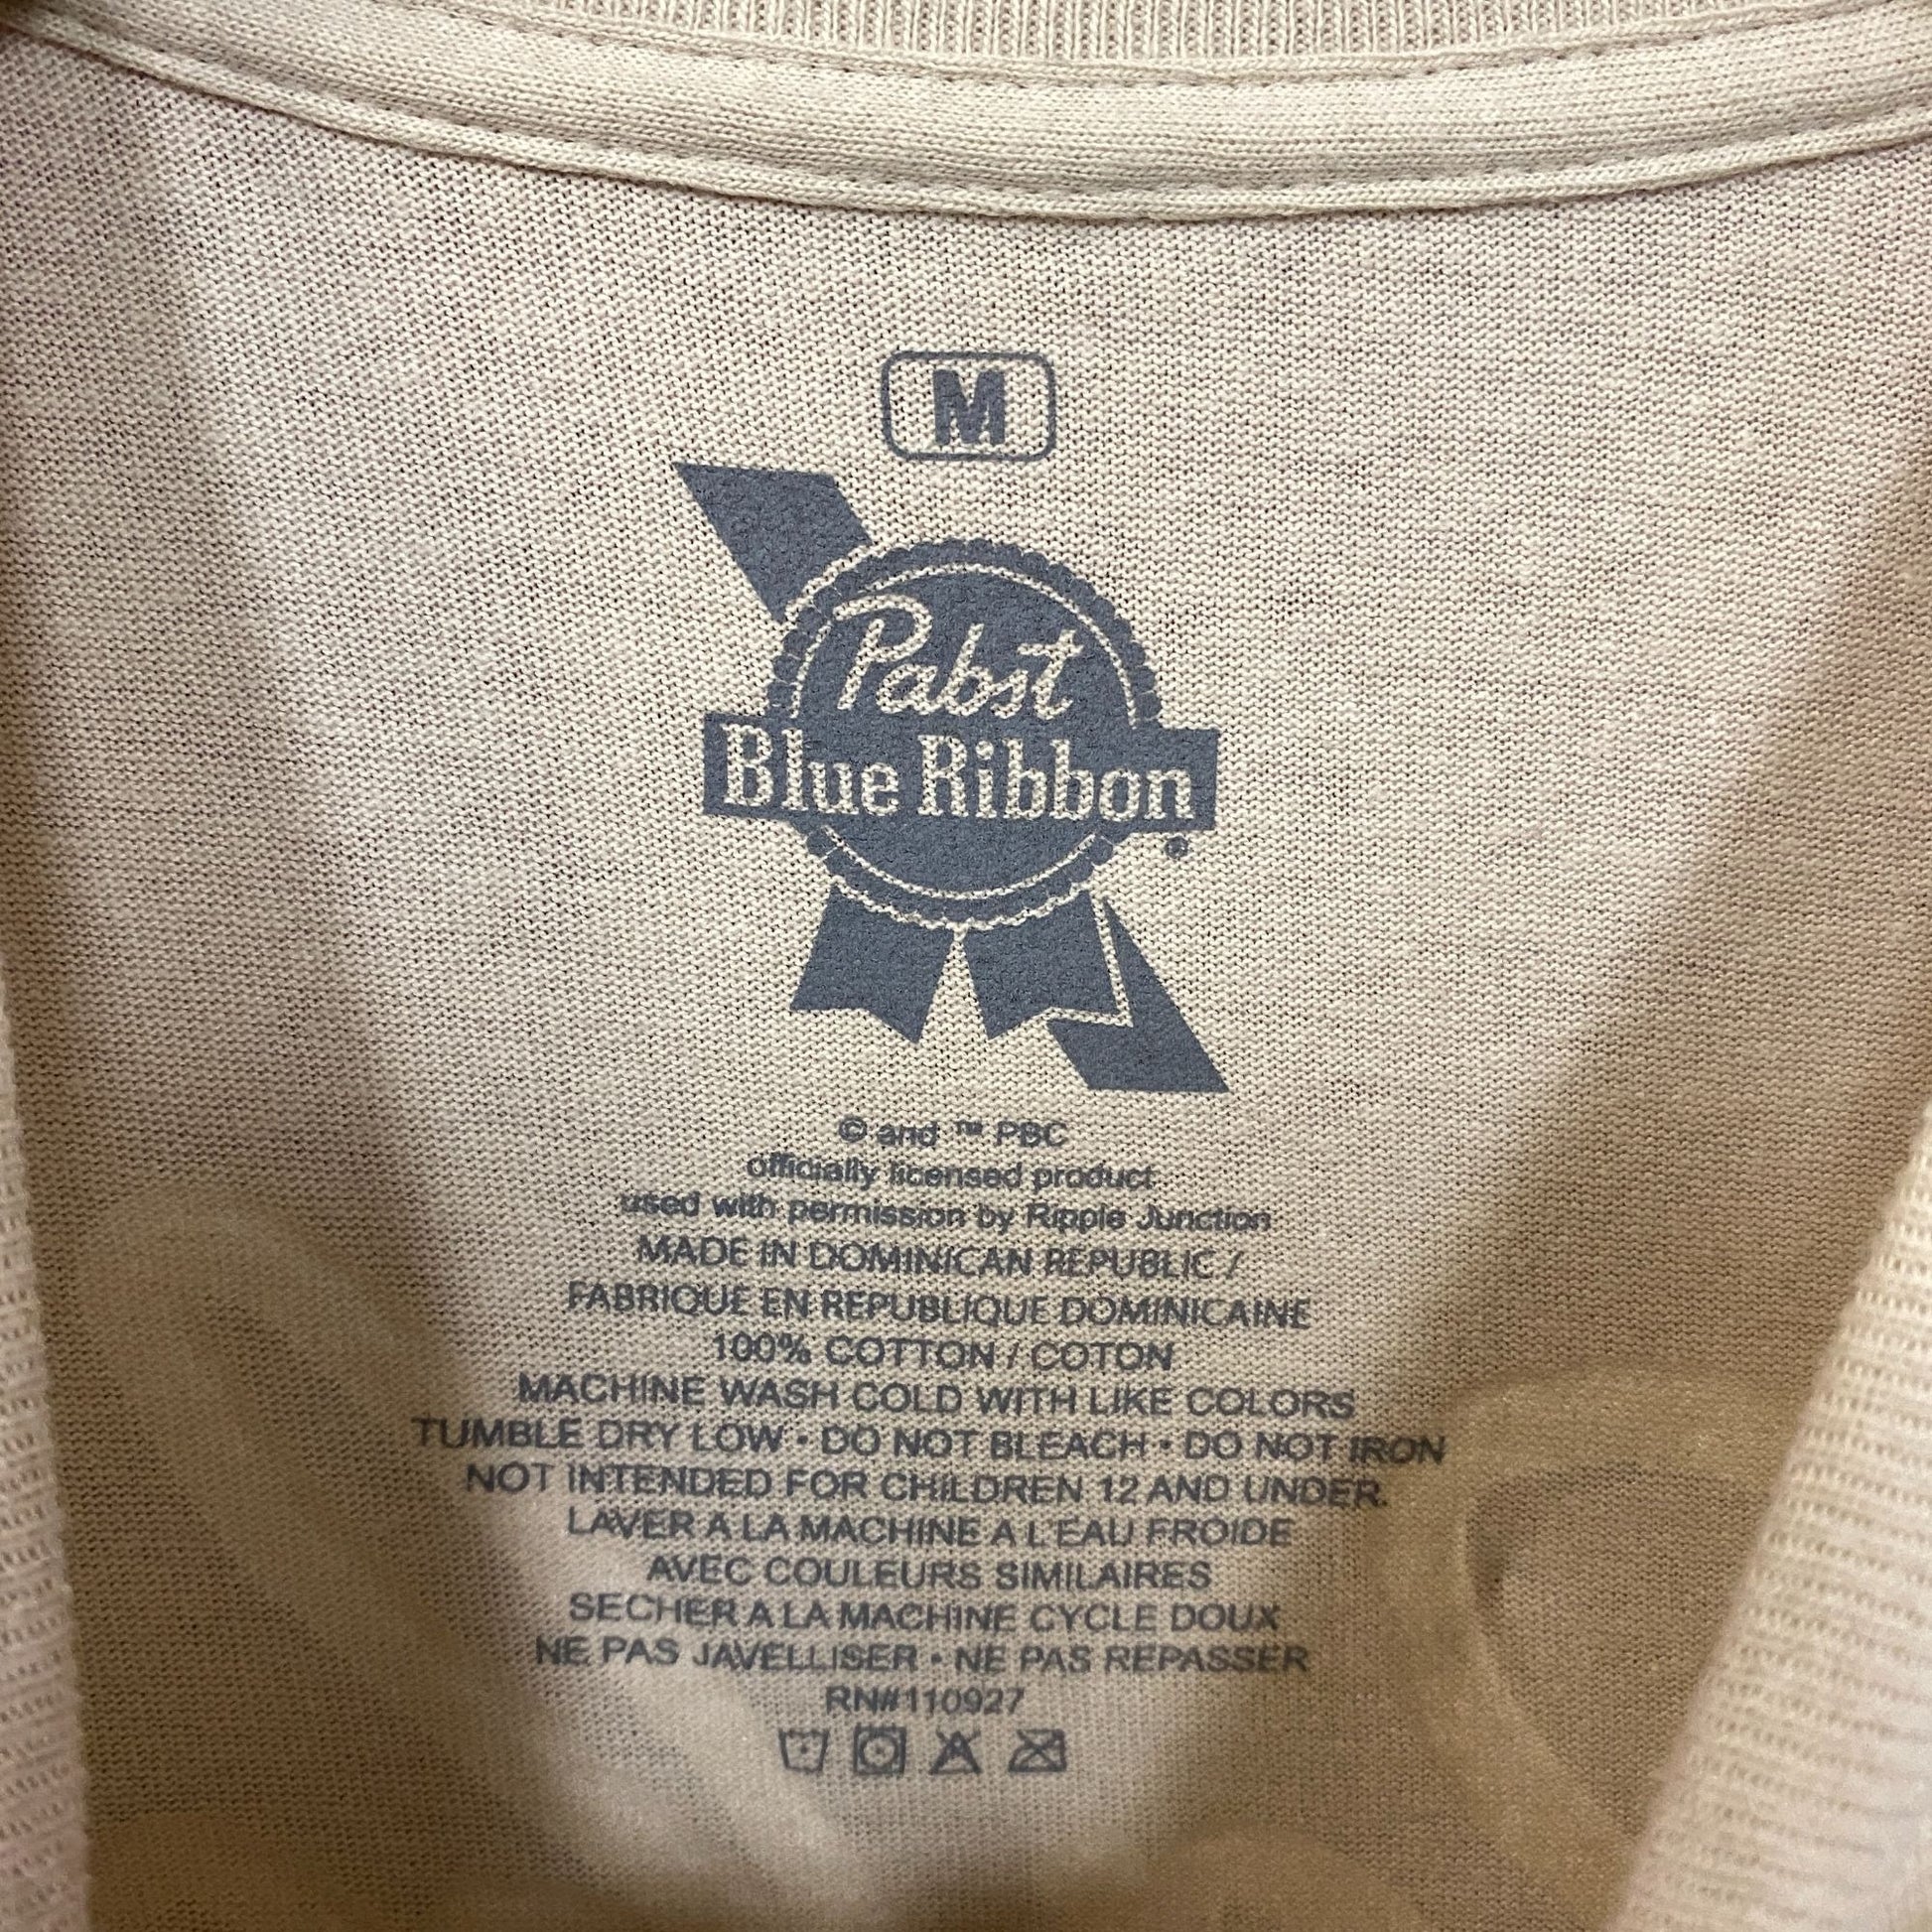 M
Pabst
Blue Ribbon
®
© and ™ PBC
officially licensed product
used with permission by Ripple Junction
MADE IN DOMINICAN REPUBLIC /
FABRIQUE EN REPUBLIQUE DOMINICAINE
100% COTTON / COTON
MACHINE WASH COLD WITH LIKE COLORS
TUMBLE DRY LOW • DO NOT BLEACH • DO NOT IRON
NOT INTENDED FOR CHILDREN 12 AND UNDER.
LAVER A LA MACHINE A L'EAU FROIDE
AVEC COULEURS SIMILAIRES
SECHER A LA MACHINE CYCLE DOUX
NE PAS JAVELLISER • NE PAS REPASSER
RN#110927